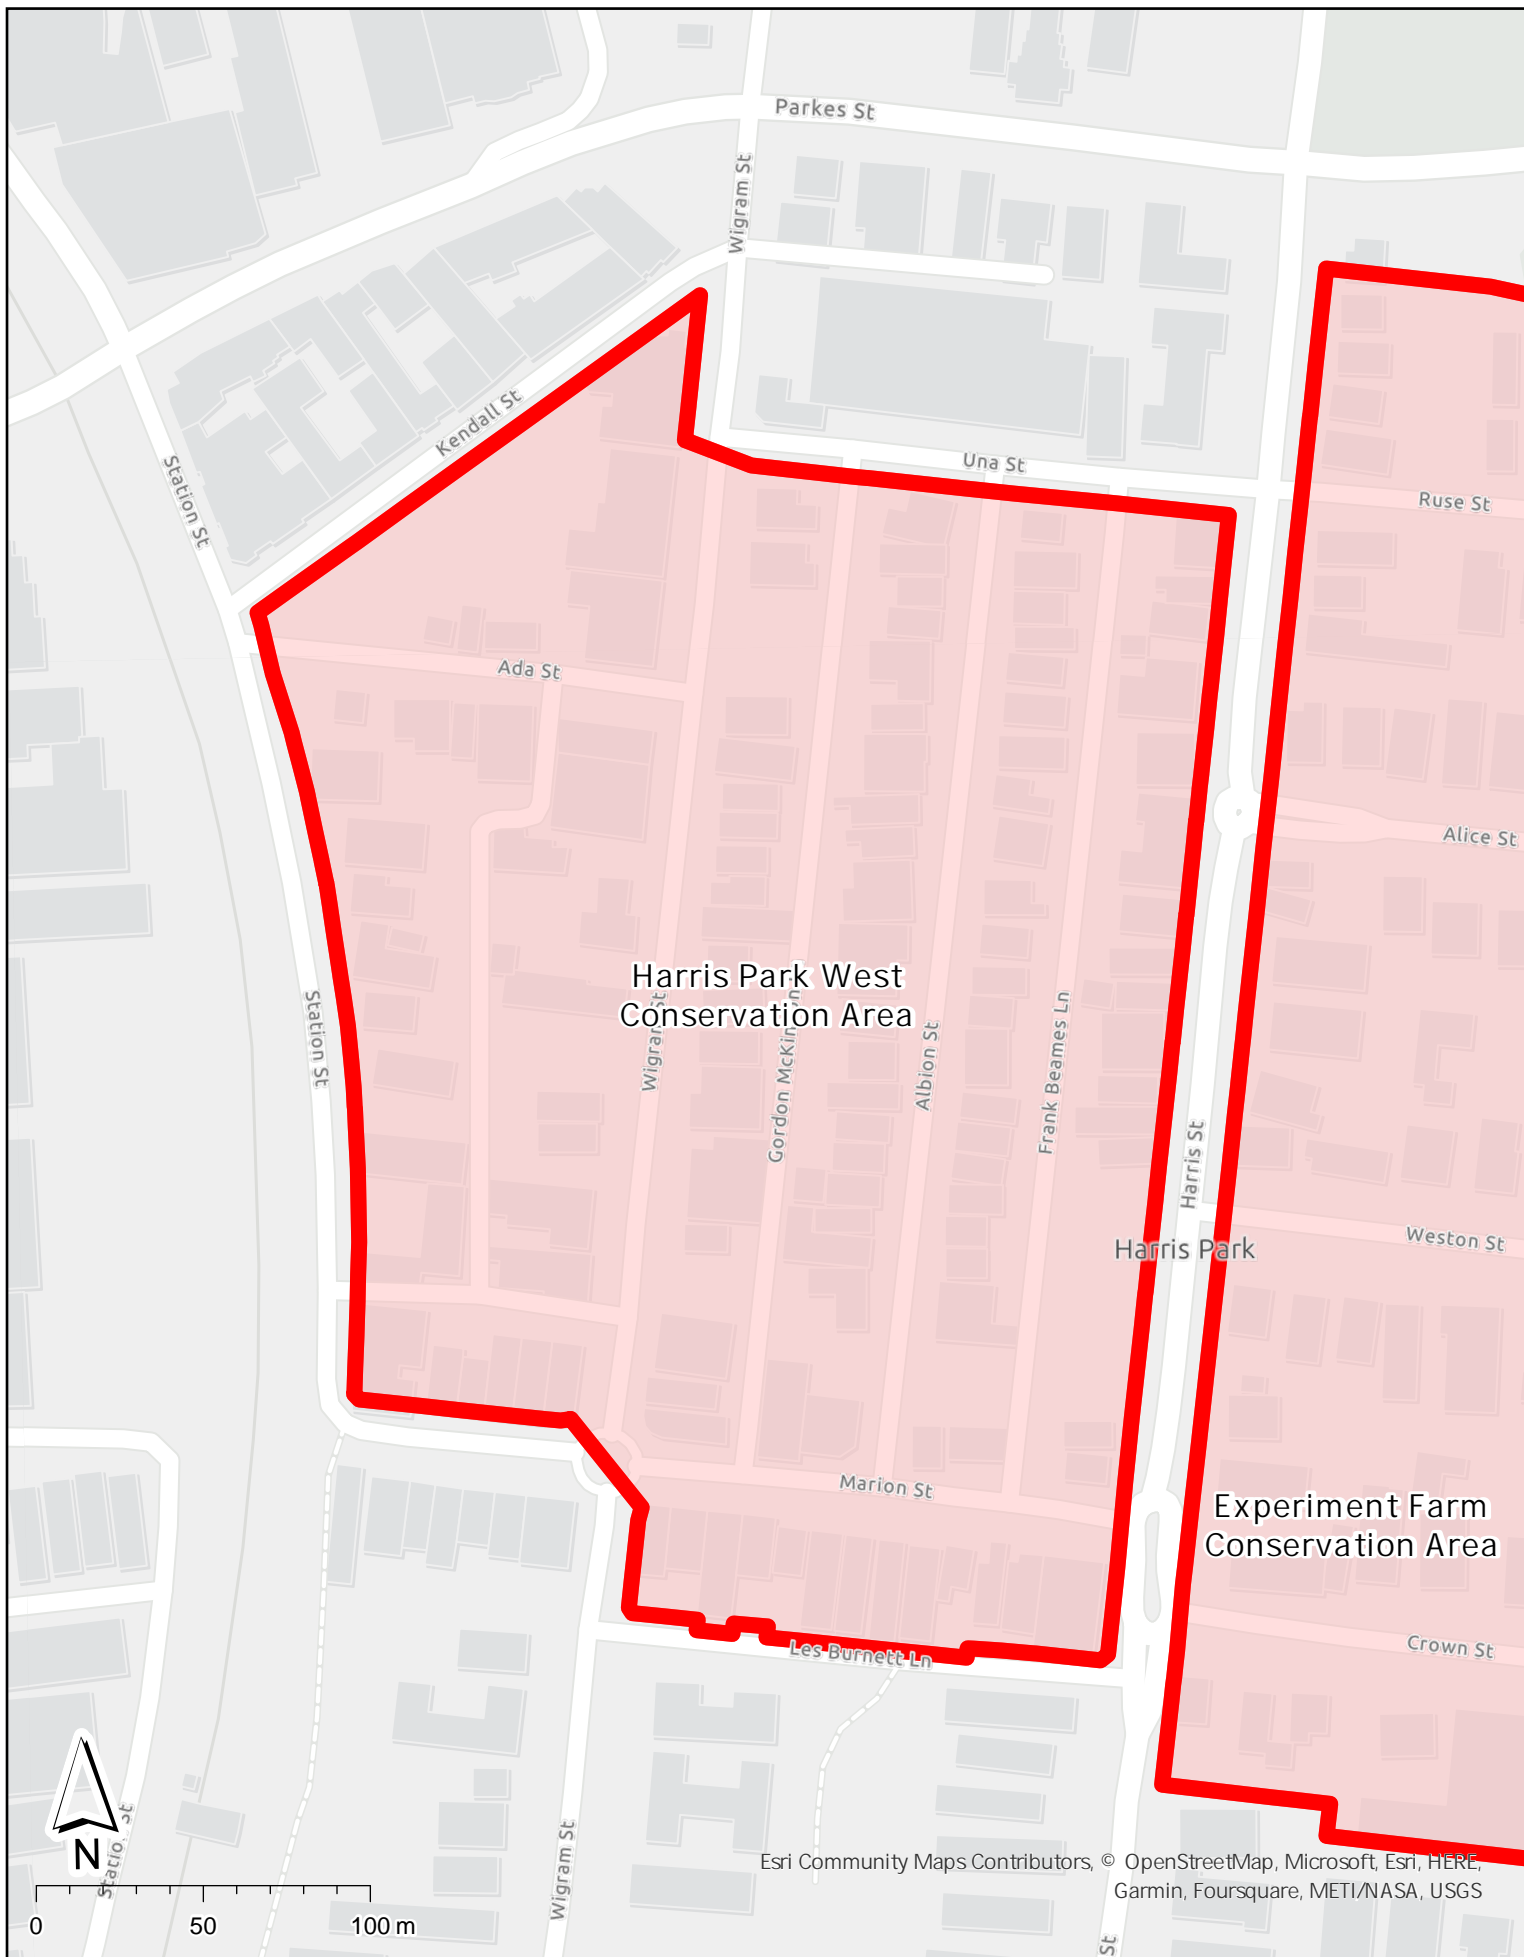 Parkes St
Wigram St
Kendall St
Station St
Una St
Ruse St
Ada St
Alice St
Harris Park West
Conservation Area
Station St
Wigram St
Gordon
Albion St
Frank Beames Ln
Harris St
Weston St
Harris Park
Marion St
Experiment Farm
Conservation Area
Les Burnett Ln
Crown St
N
Station St
Wigram St
St
0 50 100 m
Esri Community Maps Contributors, © OpenStreetMap, Microsoft, Esri, HERE,
Garmin, Foursquare, METI/NASA, USGS